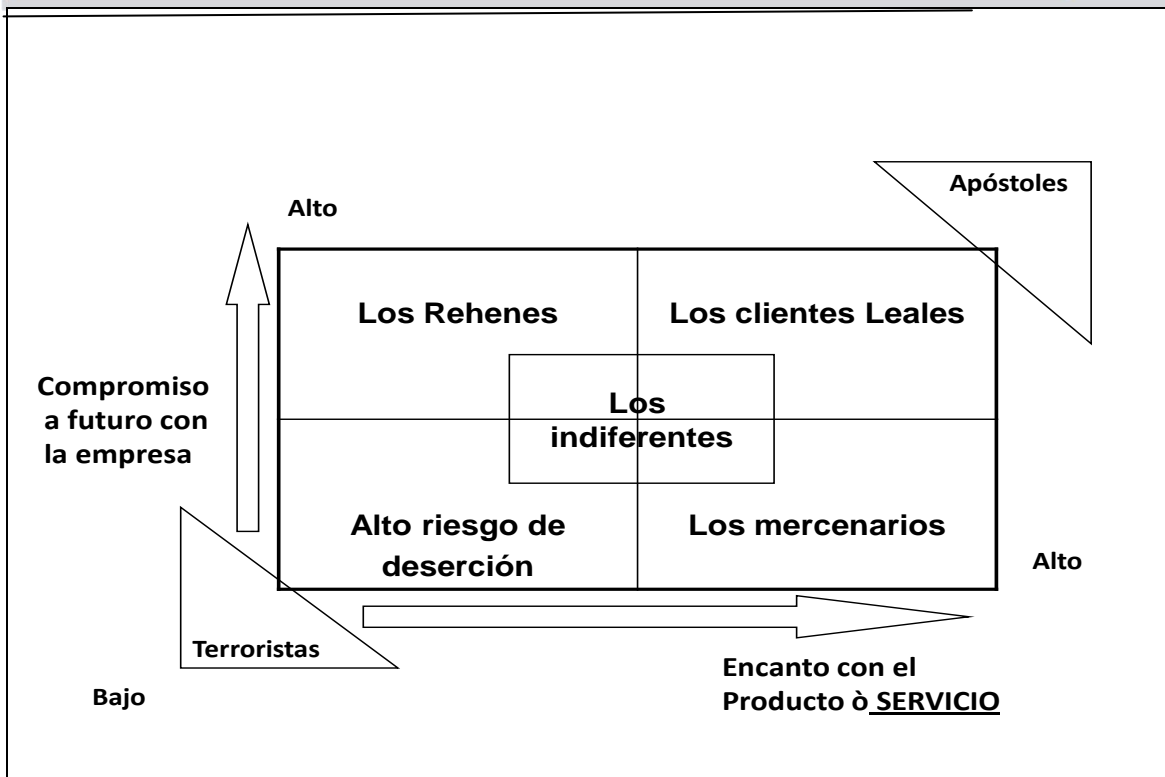 Apóstoles
Alto
Los Rehenes
Los clientes Leales
Compromiso
a futuro con
la empresa
Los
indiferentes
Alto riesgo de
deserción
Los mercenarios
Alto
Terroristas
Bajo
Encanto con el
Producto ò SERVICIO